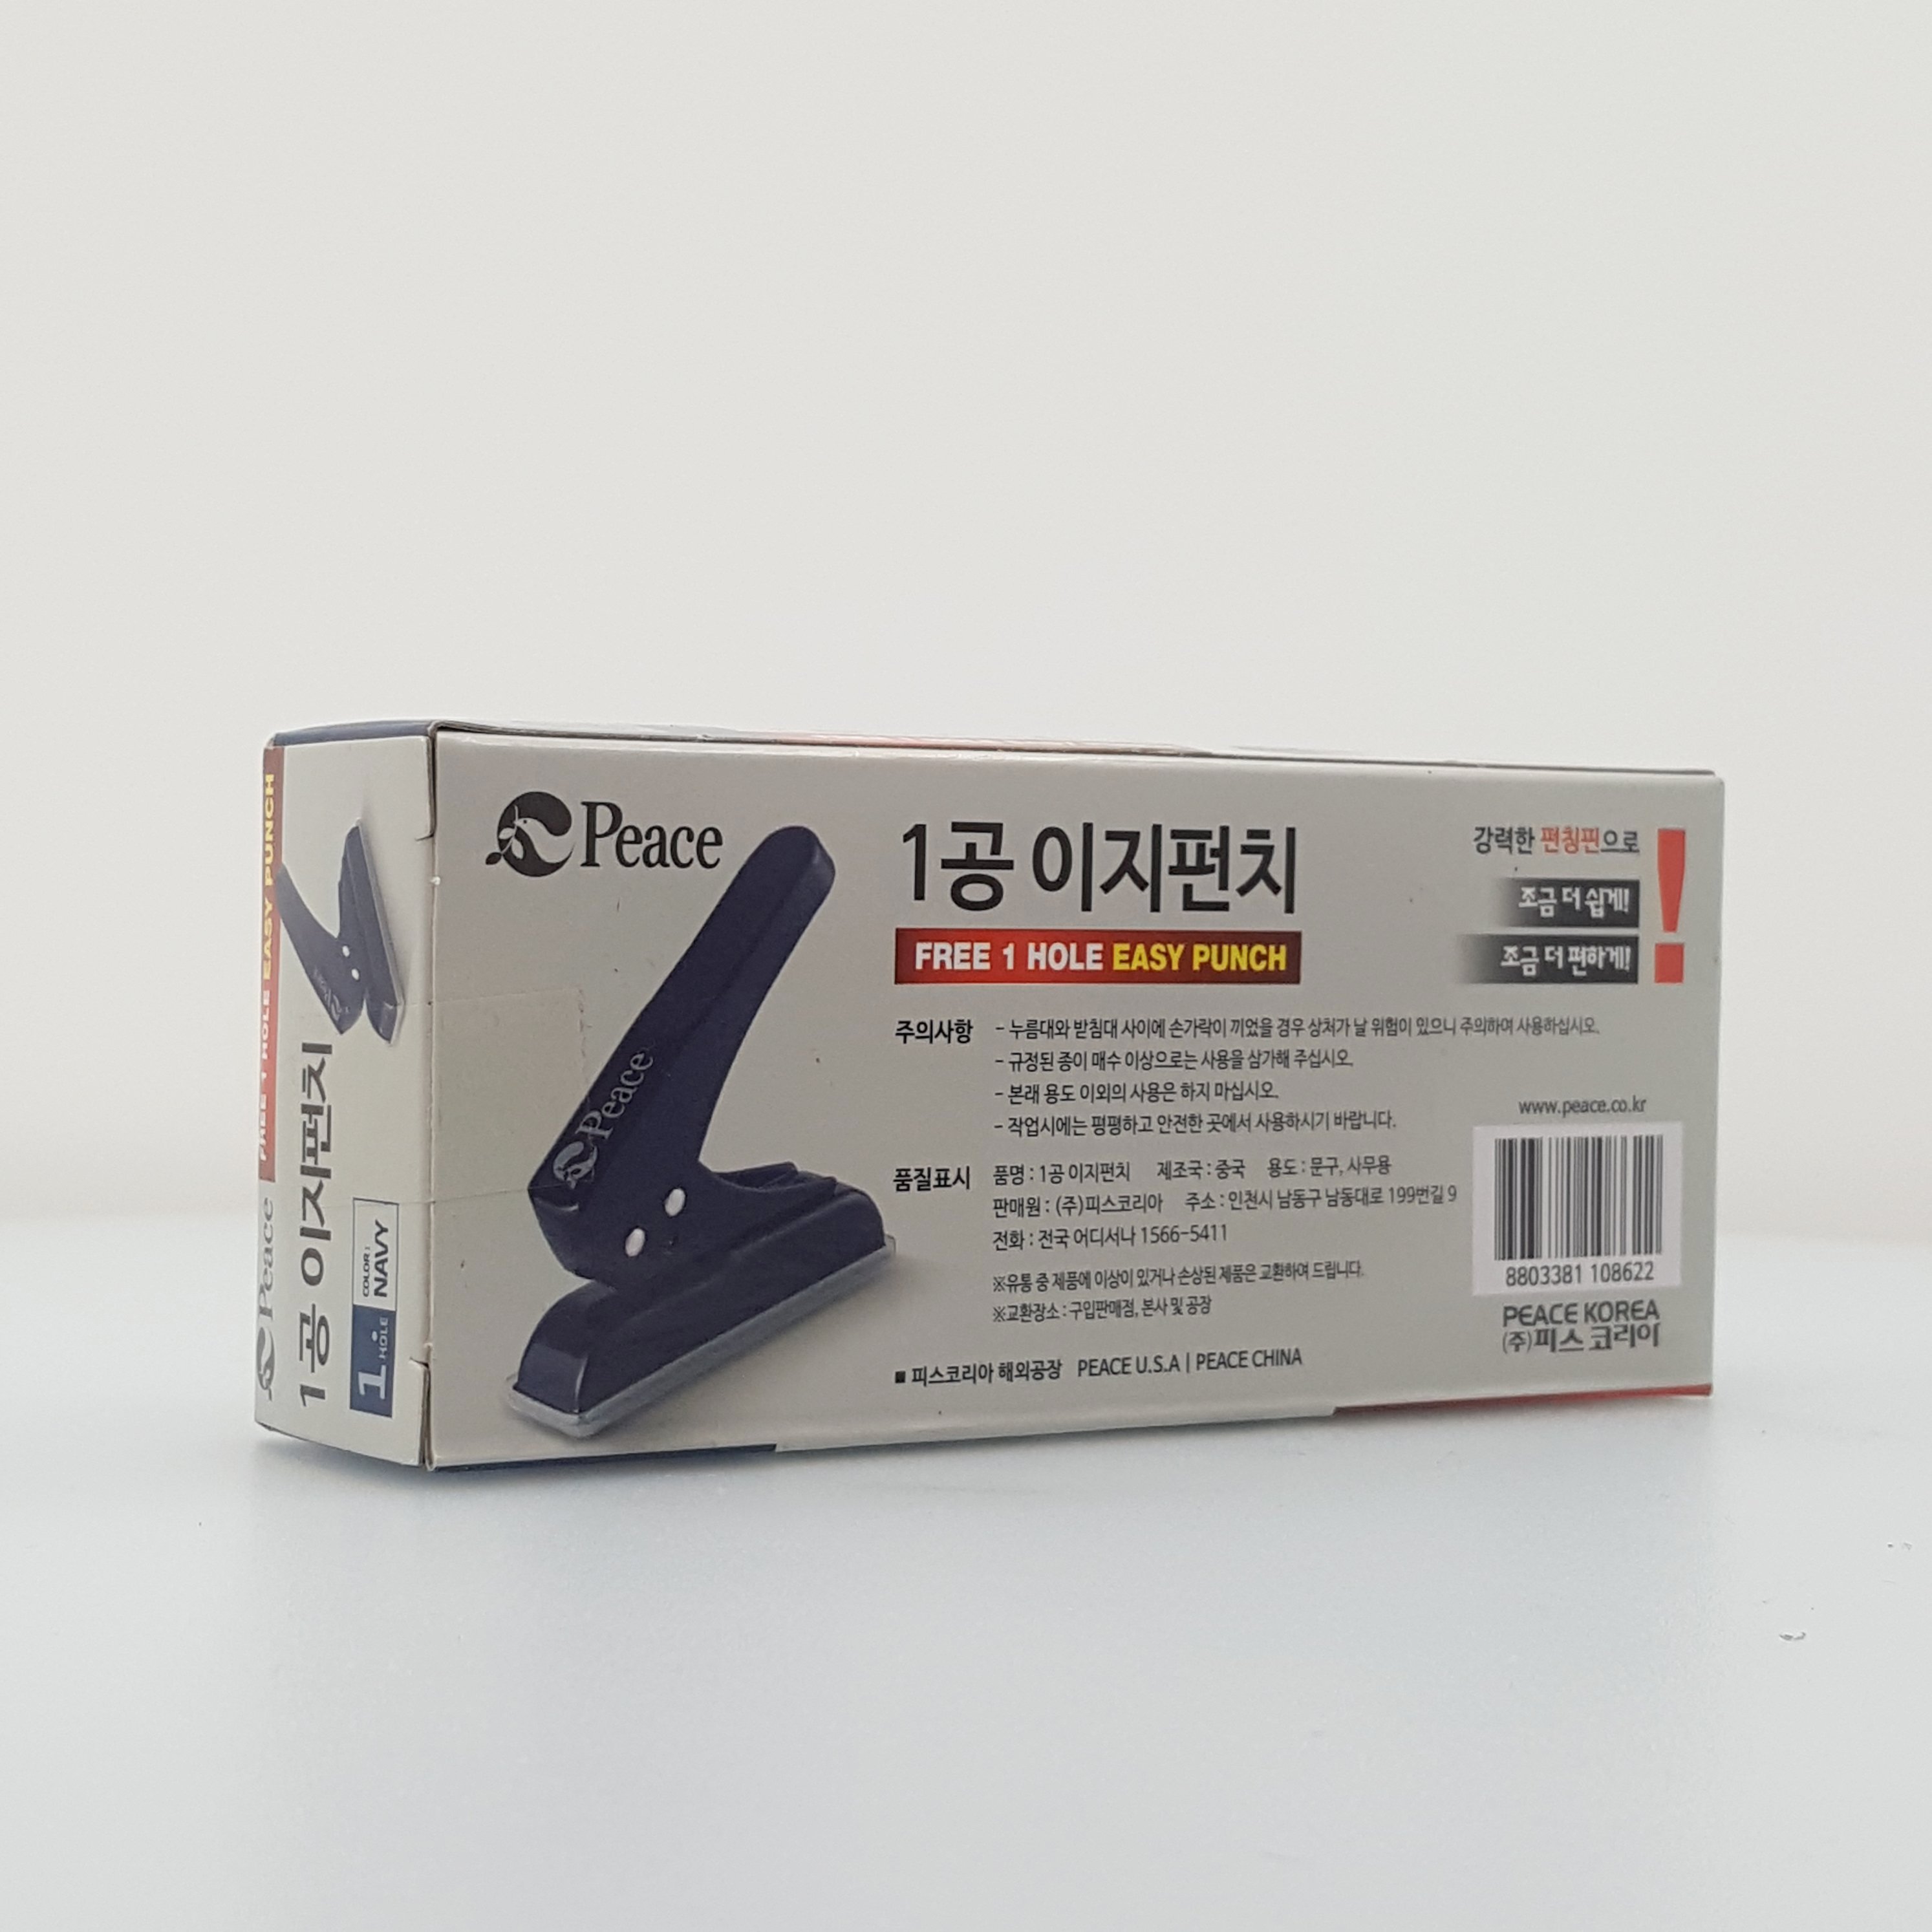 FREE 1 HOLE EASY PUNCH
Peace
1공 이지펀치
COLOR:
NAVY
1
HOLE
Peace
Peace
1공 이지펀치
FREE 1 HOLE EASY PUNCH
강력한 펀칭핀으로
조금 더 쉽게!
조금 더 편하게!
주의사항
- 누름대와 받침대 사이에 손가락이 끼었을 경우 상처가 날 위험이 있으니 주의하여 사용하십시오.
- 규정된 종이 매수 이상으로는 사용을 삼가해 주십시오.
- 본래 용도 이외의 사용은 하지 마십시오.
- 작업시에는 평평하고 안전한 곳에서 사용하시기 바랍니다.
품질표시
품명 : 1공 이지펀치 제조국 : 중국 용도 : 문구, 사무용
판매원 : (주)피스코리아 주소 : 인천시 남동구 남동대로 199번길 9
전화 : 전국 어디서나 1566-5411
※유통 중 제품에 이상이 있거나 손상된 제품은 교환하여 드립니다.
※교환장소 : 구입판매점, 본사 및 공장
■ 피스코리아 해외공장 PEACE U.S.A | PEACE CHINA
www.peace.co.kr
8803381 108622
PEACE KOREA
(주)피스 코리아